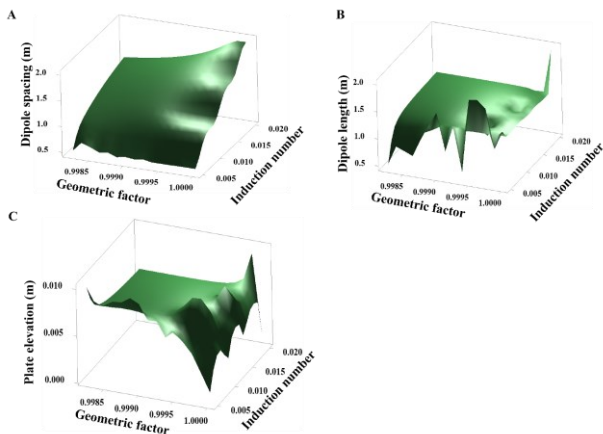 A
Dipole spacing (m)
2.0
1.5
1.0
0.5
0.9985
0.9990
0.9995
1.0000
Geometric factor
0.005
0.010
0.015
0.020
Induction number
B
Dipole length (m)
2.0
1.5
1.0
0.5
0.9985
0.9990
0.9995
1.0000
Geometric factor
0.005
0.010
0.015
0.020
Induction number
C
Plate elevation (m)
0.010
0.005
0.000
0.9985
0.9990
0.9995
1.0000
Geometric factor
0.005
0.010
0.015
0.020
Induction number